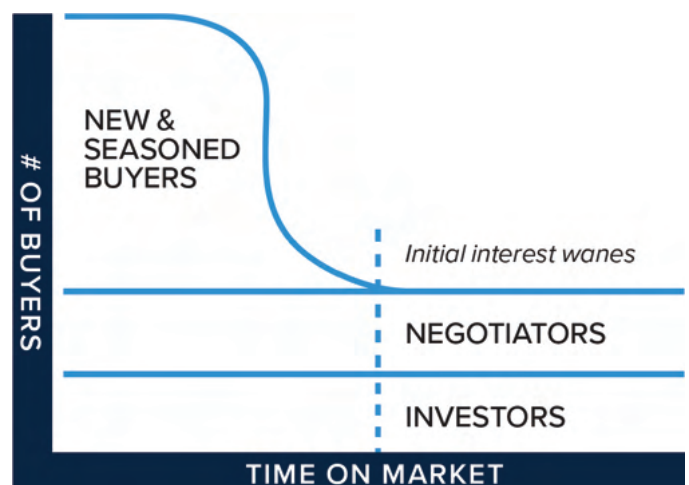 # OF BUYERS
NEW &
SEASONED
BUYERS
Initial interest wanes
NEGOTIATORS
INVESTORS
TIME ON MARKET